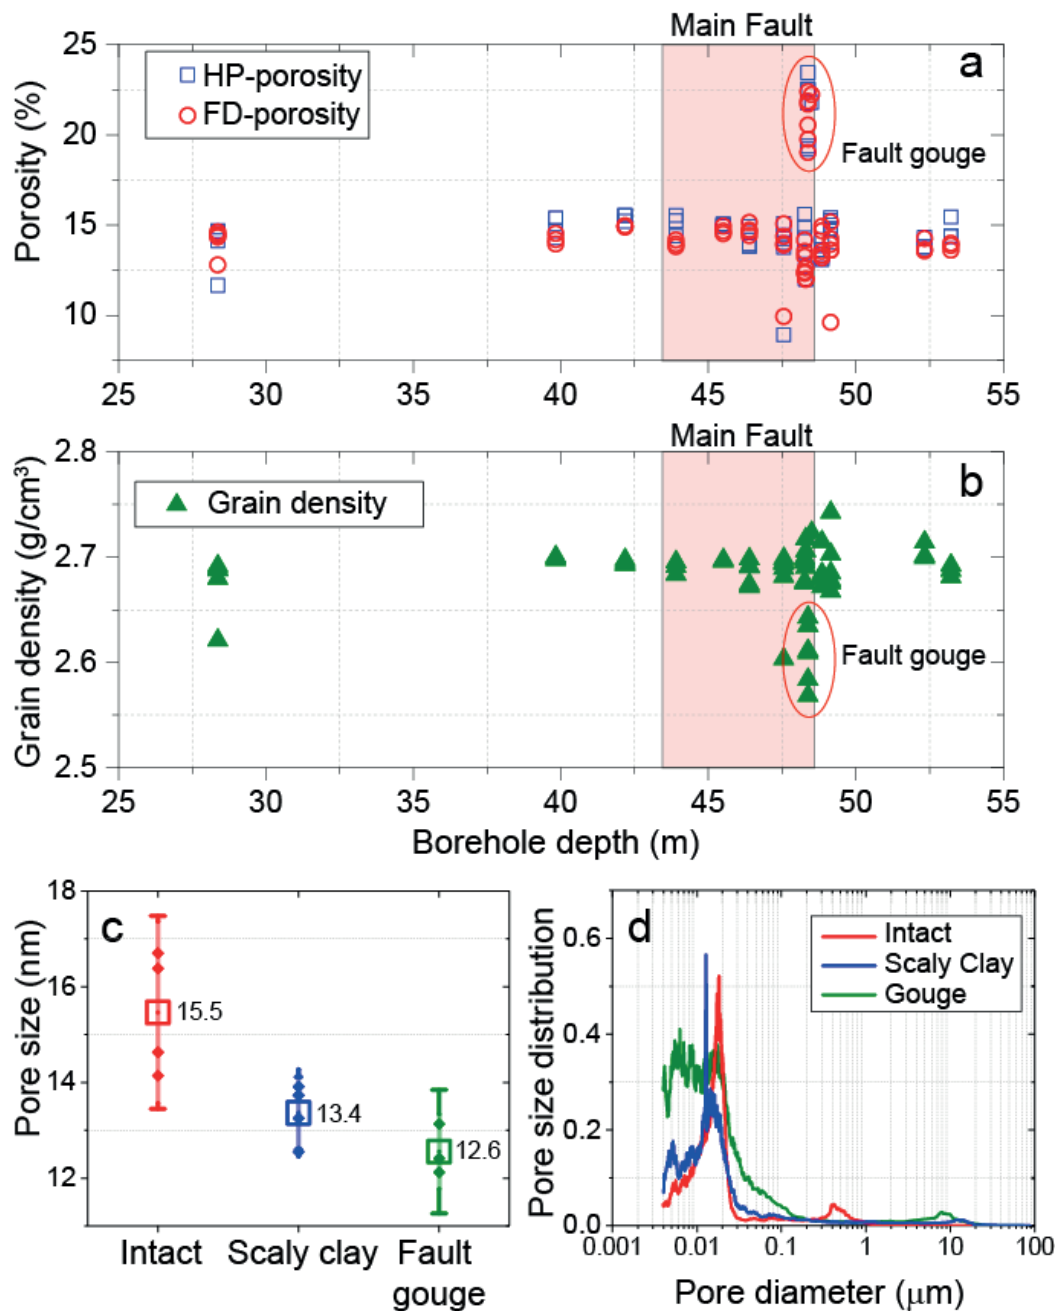 Main Fault
a
25
20
15
10
Porosity (%)
HP-porosity
FD-porosity
Fault gouge
25 30 35 40 45 50 55
Main Fault
b
2.8
2.7
2.6
2.5
Grain density (g/cm³)
Grain density
Fault gouge
25 30 35 40 45 50 55
Borehole depth (m)
c
18
16
14
12
Pore size (nm)
15.5
13.4
12.6
Intact Scaly clay Fault
gouge
d
0.6
0.4
0.2
0.0
Pore size distribution
Intact
Scaly Clay
Gouge
0.001 0.01 0.1 1 10 100
Pore diameter (μm)